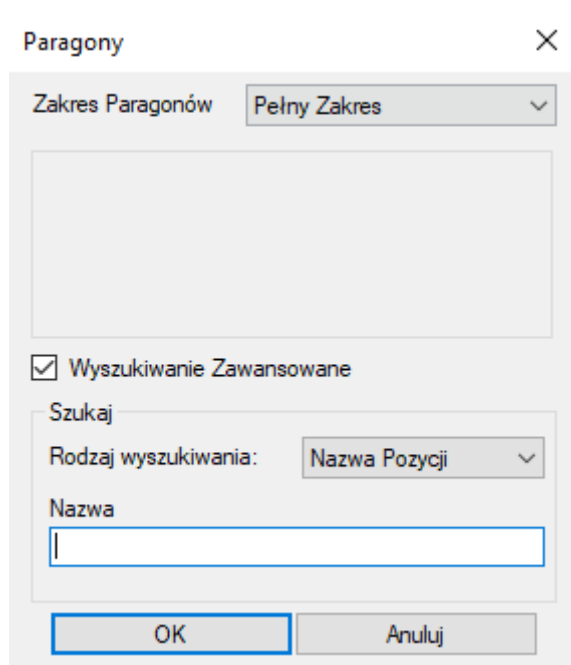 Paragony
Zakres Paragonów Pełny Zakres
Wyszukiwanie Zawansowane
Szukaj
Rodzaj wyszukiwania: Nazwa Pozycji
Nazwa
OK Anuluj